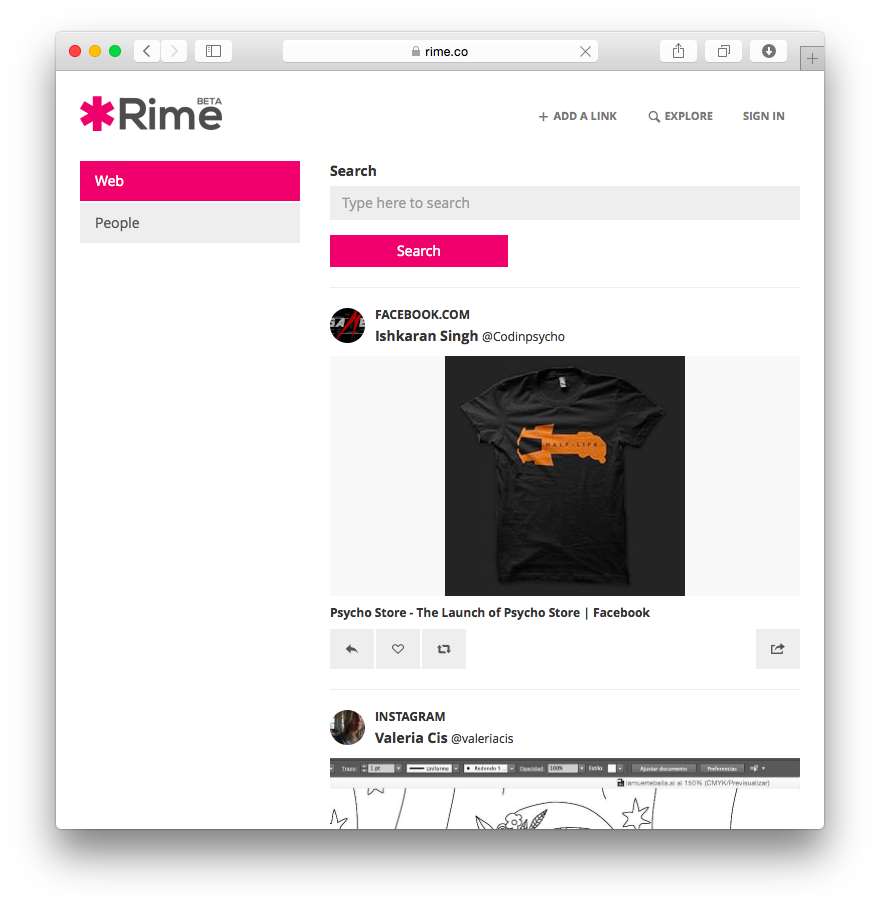 rime.co
Rime BETA
+ ADD A LINK
EXPLORE
SIGN IN
Web
People
Search
Type here to search
Search
FACEBOOK.COM
Ishkaran Singh @Codinpsycho
HALF-LIFE
Psycho Store - The Launch of Psycho Store | Facebook
INSTAGRAM
Valeria Cis @valeriacis
Trazo: 1 pt Uniforme Redondo 5 Opacidad: 100% Estilo: Ajustar documento Preferencias
lamuertebaila.ai al 150% (CMYK/Previsualizar)